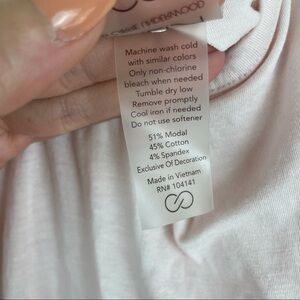 Machine wash cold
with similar colors
Only non-chlorine
bleach when needed
Tumble dry low
Remove promptly
Cool iron if needed
Do not use softener
51% Modal
45% Cotton
4% Spandex
Exclusive Of Decoration
Made in Vietnam
RN# 104141